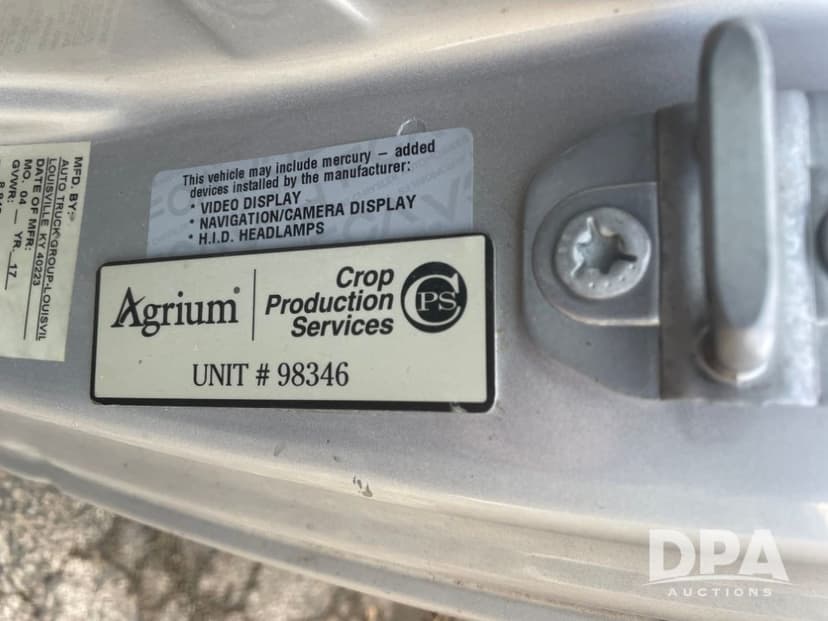 MFD. BY:
AUTO TRUCK GROUP-LOUISVIL
LOUISVILLE, KY 40223
DATE OF MFR:
MO. 04 — YR. 17
GVWR:
This vehicle may include mercury – added
devices installed by the manufacturer:
* VIDEO DISPLAY
* NAVIGATION/CAMERA DISPLAY
* H.I.D. HEADLAMPS
Agrium®
Crop
Production
Services
CPS
UNIT # 98346
DPA
AUCTIONS